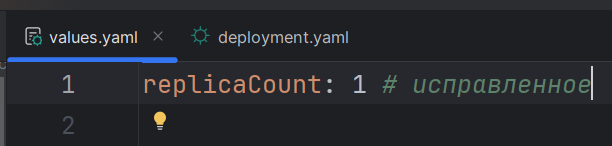 values.yaml
deployment.yaml
1 replicaCount: 1 # исправленное
2